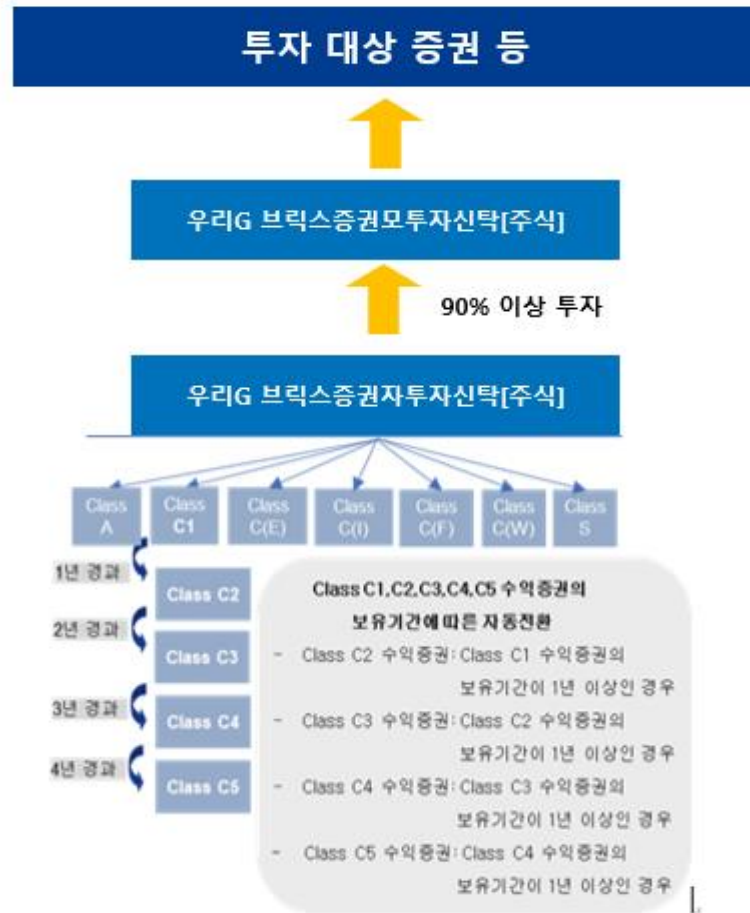 투자 대상 증권 등
우리G 브릭스증권모투자신탁[주식]
90% 이상 투자
우리G 브릭스증권자투자신탁[주식]
Class A
Class C1
Class C(E)
Class C(I)
Class C(F)
Class C(W)
Class S
1년 경과
Class C2
2년 경과
Class C3
3년 경과
Class C4
4년 경과
Class C5
Class C1,C2,C3,C4,C5 수익증권의
보유기간에 따른 자동전환
- Class C2 수익증권: Class C1 수익증권의
보유기간이 1년 이상인 경우
- Class C3 수익증권: Class C2 수익증권의
보유기간이 1년 이상인 경우
- Class C4 수익증권: Class C3 수익증권의
보유기간이 1년 이상인 경우
- Class C5 수익증권: Class C4 수익증권의
보유기간이 1년 이상인 경우